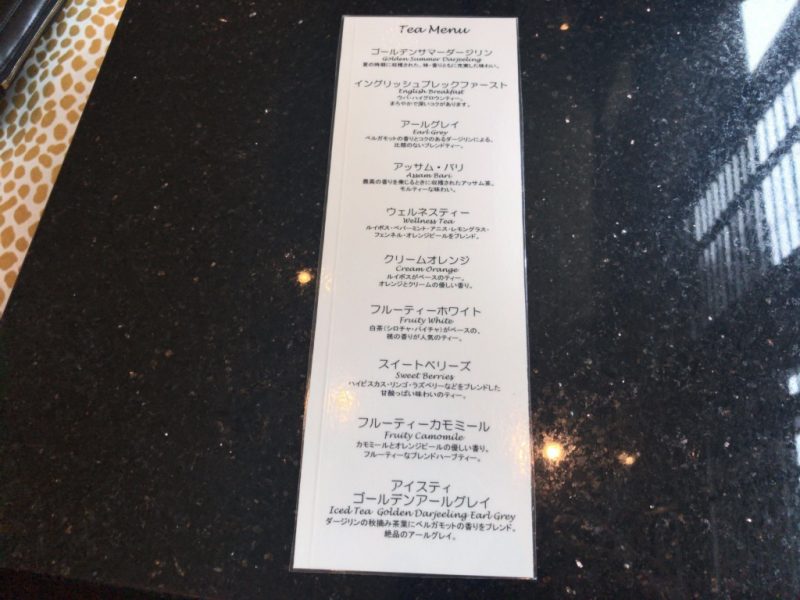 Tea Menu
ゴールデンサマーダージリン
Golden Summer Darjeeling
夏の時期に収穫された、味・香りともに充実した味わい。
イングリッシュブレックファースト
English Breakfast
ウバ・ハイグロウンティー。
まろやかで深いコクがあります。
アールグレイ
Earl Grey
ベルガモットの香りとコクのあるダージリンによる、
比類のないブレンドティー。
アッサム・バリ
Assam Bari
最高の香りを奏じるときに収穫されたアッサム茶。
モルティーな味わい。
ウェルネスティー
Wellness Tea
ルイボス・ペパーミント・アニス・レモングラス・
フェンネル・オレンジピールをブレンド。
クリームオレンジ
Cream Orange
ルイボスがベースのティー。
オレンジとクリームの優しい香り。
フルーティーホワイト
Fruity White
白茶（シロチャ・パイチャ）がベースの、
桃の香りが人気のティー。
スイートベリーズ
Sweet Berries
ハイビスカス・リンゴ・ラズベリーなどをブレンドした
甘酸っぱい味わいのティー。
フルーティーカモミール
Fruity Camomile
カモミールとオレンジピールの優しい香り。
フルーティーなブレンドハーブティー。
アイスティ
ゴールデンアールグレイ
Iced Tea Golden Darjeeling Earl Grey
ダージリンの秋摘み茶葉にベルガモットの香りをブレンド。
絶品のアールグレイ。